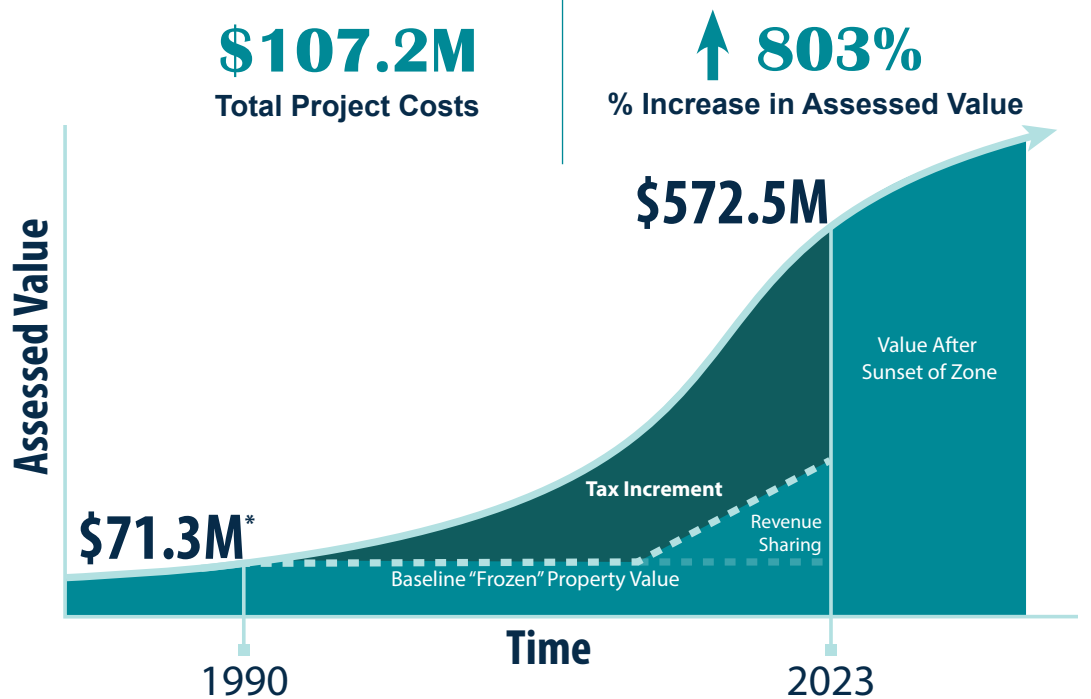 $107.2M
Total Project Costs
803%
% Increase in Assessed Value
Assessed Value
$572.5M
Value After
Sunset of Zone
Tax Increment
$71.3M*
Revenue
Sharing
Baseline “Frozen” Property Value
Time
1990
2023